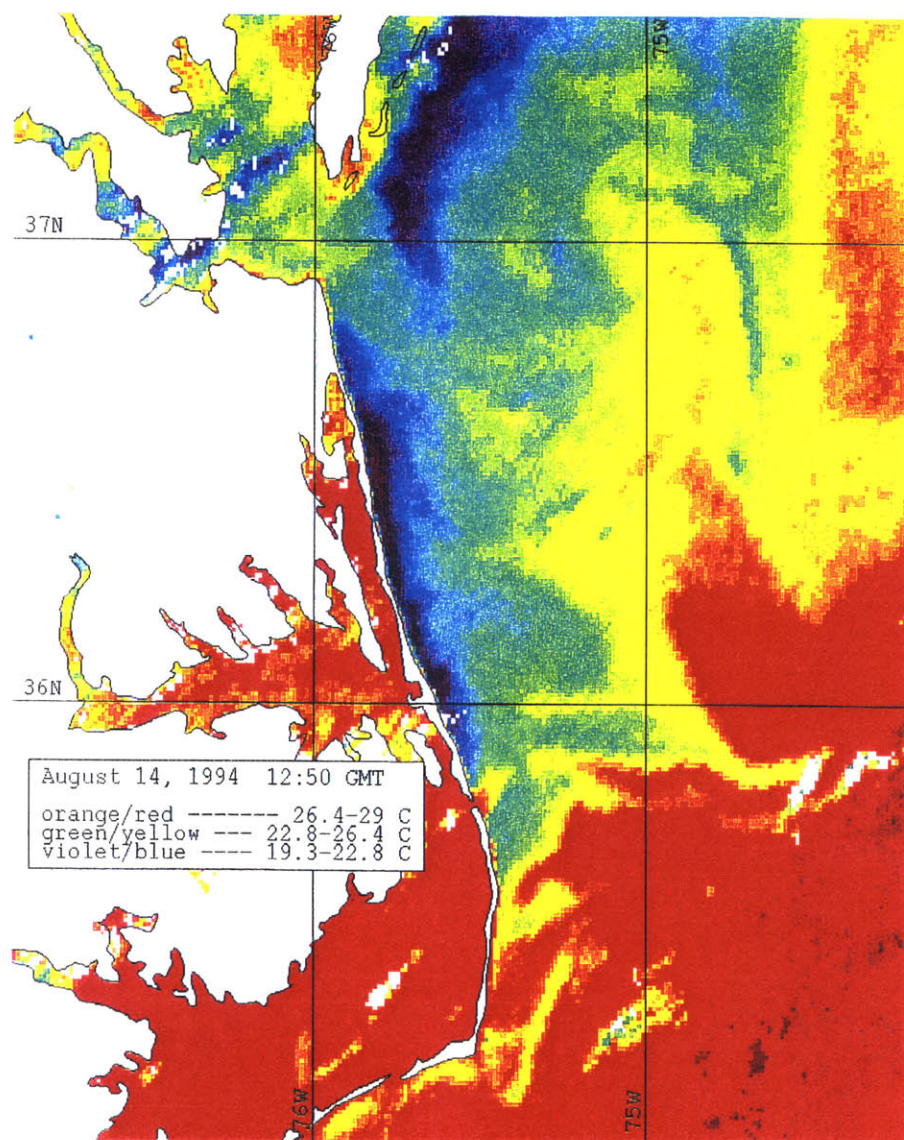 76W
75W
37N
36N
August 14, 1994 12:50 GMT
orange/red ------- 26.4-29 C
green/yellow --- 22.8-26.4 C
violet/blue ---- 19.3-22.8 C
76W
75W